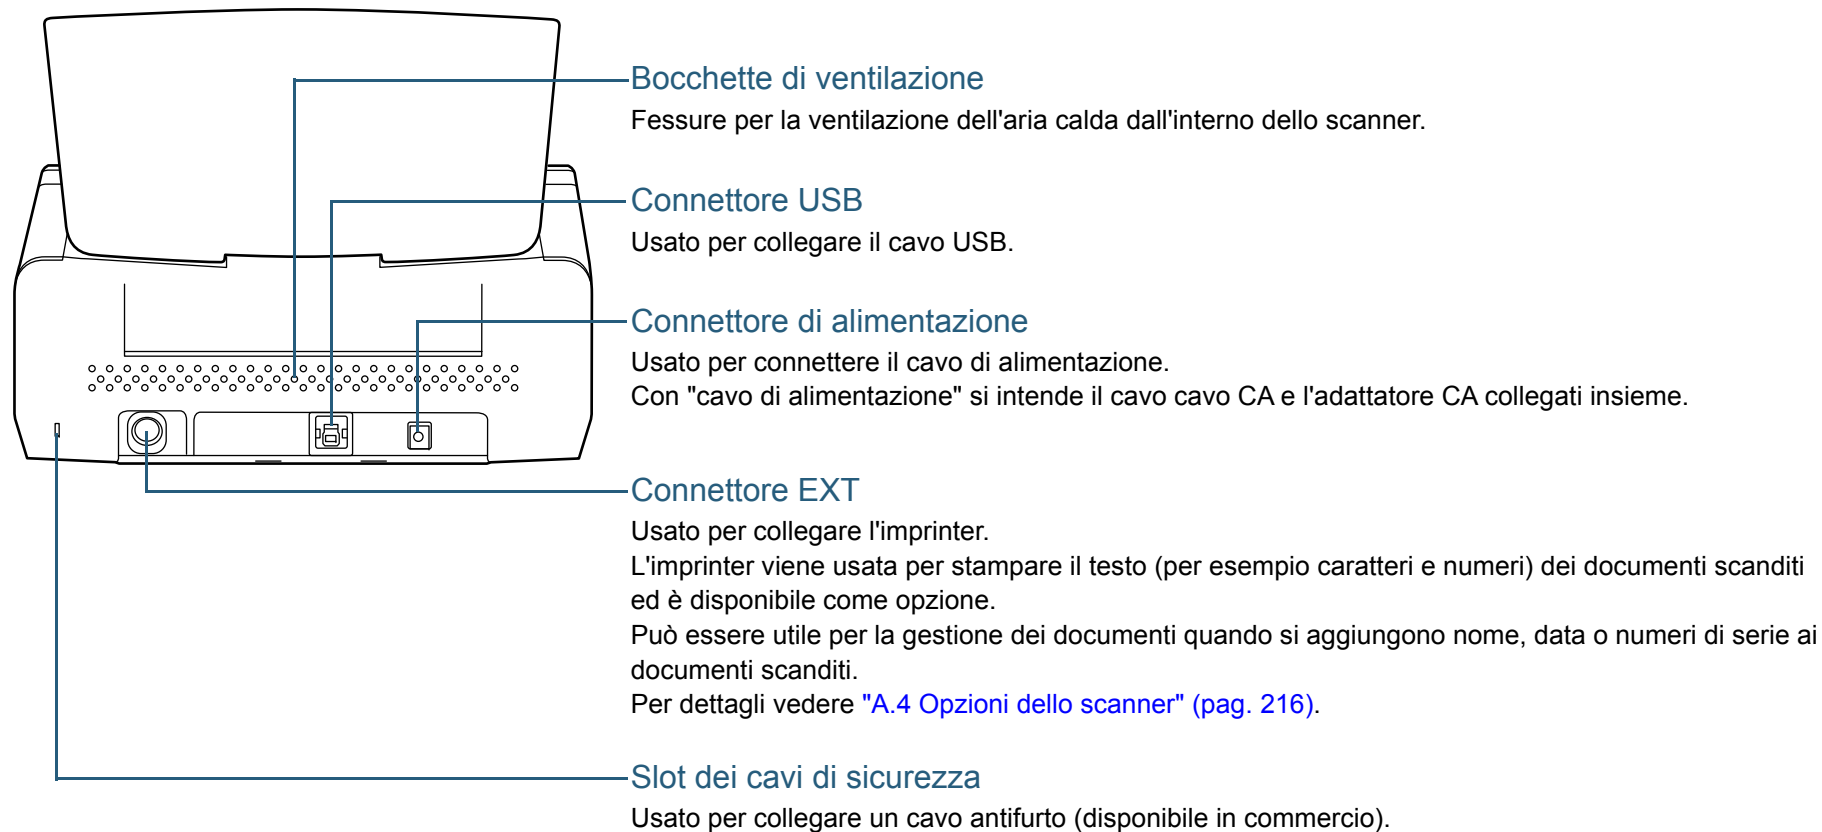 Bocchette di ventilazione
Fessure per la ventilazione dell'aria calda dall'interno dello scanner.
Connettore USB
Usato per collegare il cavo USB.
Connettore di alimentazione
Usato per connettere il cavo di alimentazione.
Con "cavo di alimentazione" si intende il cavo cavo CA e l'adattatore CA collegati insieme.
Connettore EXT
Usato per collegare l'imprinter.
L'imprinter viene usata per stampare il testo (per esempio caratteri e numeri) dei documenti scanditi
ed è disponibile come opzione.
Può essere utile per la gestione dei documenti quando si aggiungono nome, data o numeri di serie ai
documenti scanditi.
Per dettagli vedere "A.4 Opzioni dello scanner" (pag. 216).
Slot dei cavi di sicurezza
Usato per collegare un cavo antifurto (disponibile in commercio).